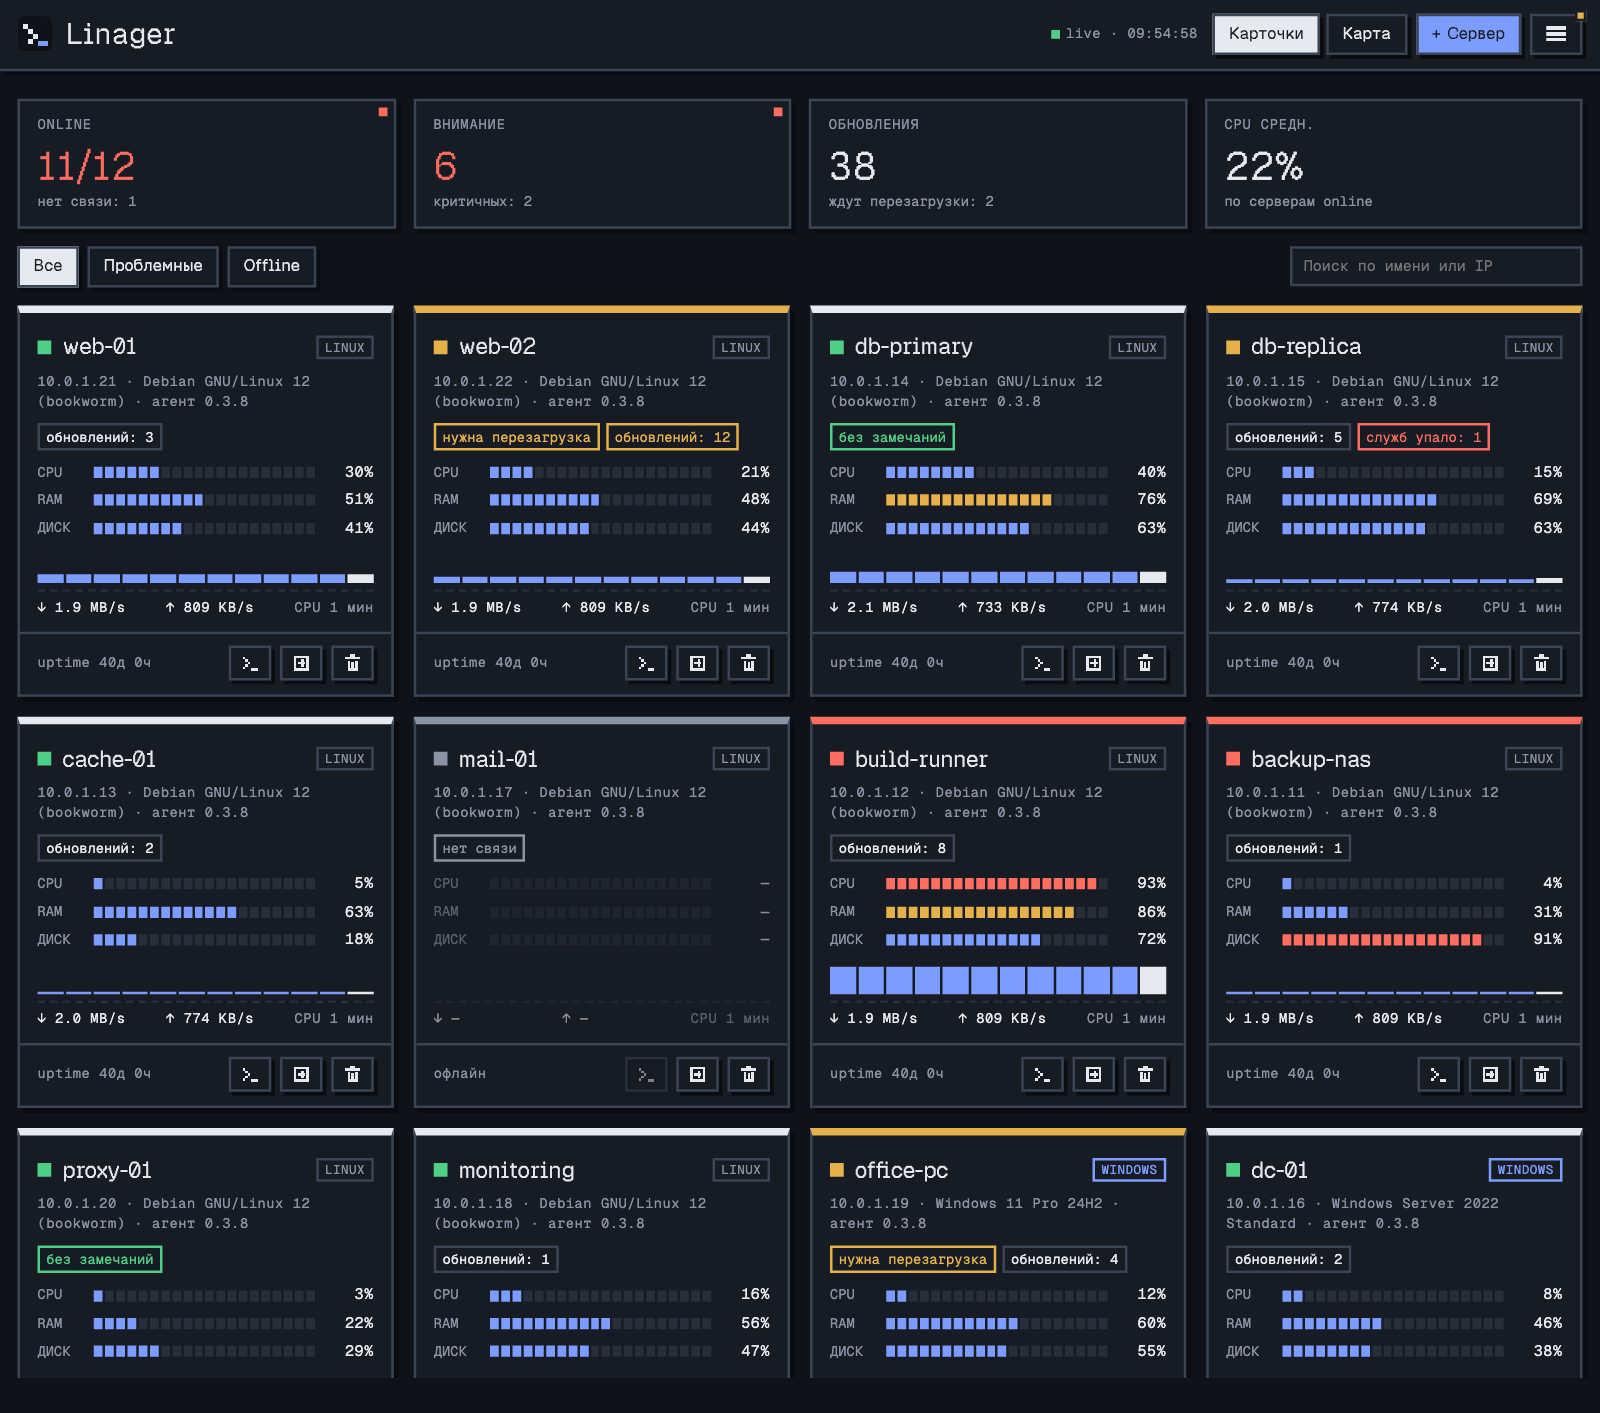 Linager
live · 09:54:58
Карточки
Карта
+ Сервер
ONLINE
11/12
нет связи: 1
ВНИМАНИЕ
6
критичных: 2
ОБНОВЛЕНИЯ
38
ждут перезагрузки: 2
CPU СРЕДН.
22%
по серверам online
Все
Проблемные
Offline
Поиск по имени или IP
web-01
LINUX
10.0.1.21 · Debian GNU/Linux 12
(bookworm) · агент 0.3.8
обновлений: 3
CPU 30%
RAM 51%
ДИСК 41%
↓ 1.9 MB/s ↑ 809 KB/s CPU 1 мин
uptime 40д 0ч
web-02
LINUX
10.0.1.22 · Debian GNU/Linux 12
(bookworm) · агент 0.3.8
нужна перезагрузка обновлений: 12
CPU 21%
RAM 48%
ДИСК 44%
↓ 1.9 MB/s ↑ 809 KB/s CPU 1 мин
uptime 40д 0ч
db-primary
LINUX
10.0.1.14 · Debian GNU/Linux 12
(bookworm) · агент 0.3.8
без замечаний
CPU 40%
RAM 76%
ДИСК 63%
↓ 2.1 MB/s ↑ 733 KB/s CPU 1 мин
uptime 40д 0ч
db-replica
LINUX
10.0.1.15 · Debian GNU/Linux 12
(bookworm) · агент 0.3.8
обновлений: 5 служб упало: 1
CPU 15%
RAM 69%
ДИСК 63%
↓ 2.0 MB/s ↑ 774 KB/s CPU 1 мин
uptime 40д 0ч
cache-01
LINUX
10.0.1.13 · Debian GNU/Linux 12
(bookworm) · агент 0.3.8
обновлений: 2
CPU 5%
RAM 63%
ДИСК 18%
↓ 2.0 MB/s ↑ 774 KB/s CPU 1 мин
uptime 40д 0ч
mail-01
LINUX
10.0.1.17 · Debian GNU/Linux 12
(bookworm) · агент 0.3.8
нет связи
CPU —
RAM —
ДИСК —
↓ — ↑ — CPU 1 мин
офлайн
build-runner
LINUX
10.0.1.12 · Debian GNU/Linux 12
(bookworm) · агент 0.3.8
обновлений: 8
CPU 93%
RAM 86%
ДИСК 72%
↓ 1.9 MB/s ↑ 809 KB/s CPU 1 мин
uptime 40д 0ч
backup-nas
LINUX
10.0.1.11 · Debian GNU/Linux 12
(bookworm) · агент 0.3.8
обновлений: 1
CPU 4%
RAM 31%
ДИСК 91%
↓ 1.9 MB/s ↑ 809 KB/s CPU 1 мин
uptime 40д 0ч
proxy-01
LINUX
10.0.1.20 · Debian GNU/Linux 12
(bookworm) · агент 0.3.8
без замечаний
CPU 3%
RAM 22%
ДИСК 29%
monitoring
LINUX
10.0.1.18 · Debian GNU/Linux 12
(bookworm) · агент 0.3.8
обновлений: 1
CPU 16%
RAM 56%
ДИСК 47%
office-pc
WINDOWS
10.0.1.19 · Windows 11 Pro 24H2 ·
агент 0.3.8
нужна перезагрузка обновлений: 4
CPU 12%
RAM 60%
ДИСК 55%
dc-01
WINDOWS
10.0.1.16 · Windows Server 2022
Standard · агент 0.3.8
обновлений: 2
CPU 8%
RAM 46%
ДИСК 38%